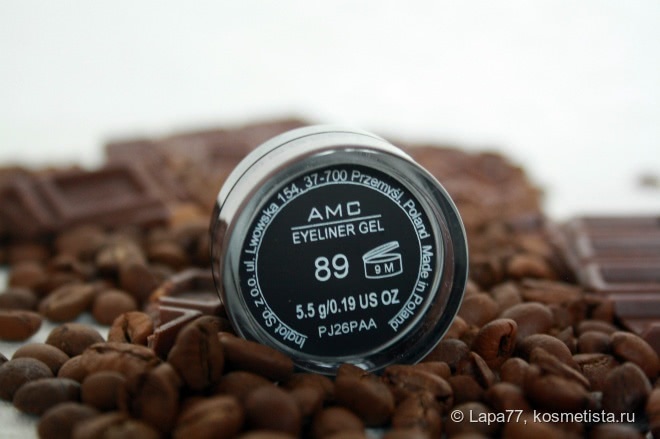 Inglot Sp. z o.o. ul. Lwowska 154, 37-700 Przemyśl, Poland Made in Poland
AMC
EYELINER GEL
89
9 M
5.5 g/0.19 US OZ
PJ26PAA
© Lapa77, kosmetista.ru